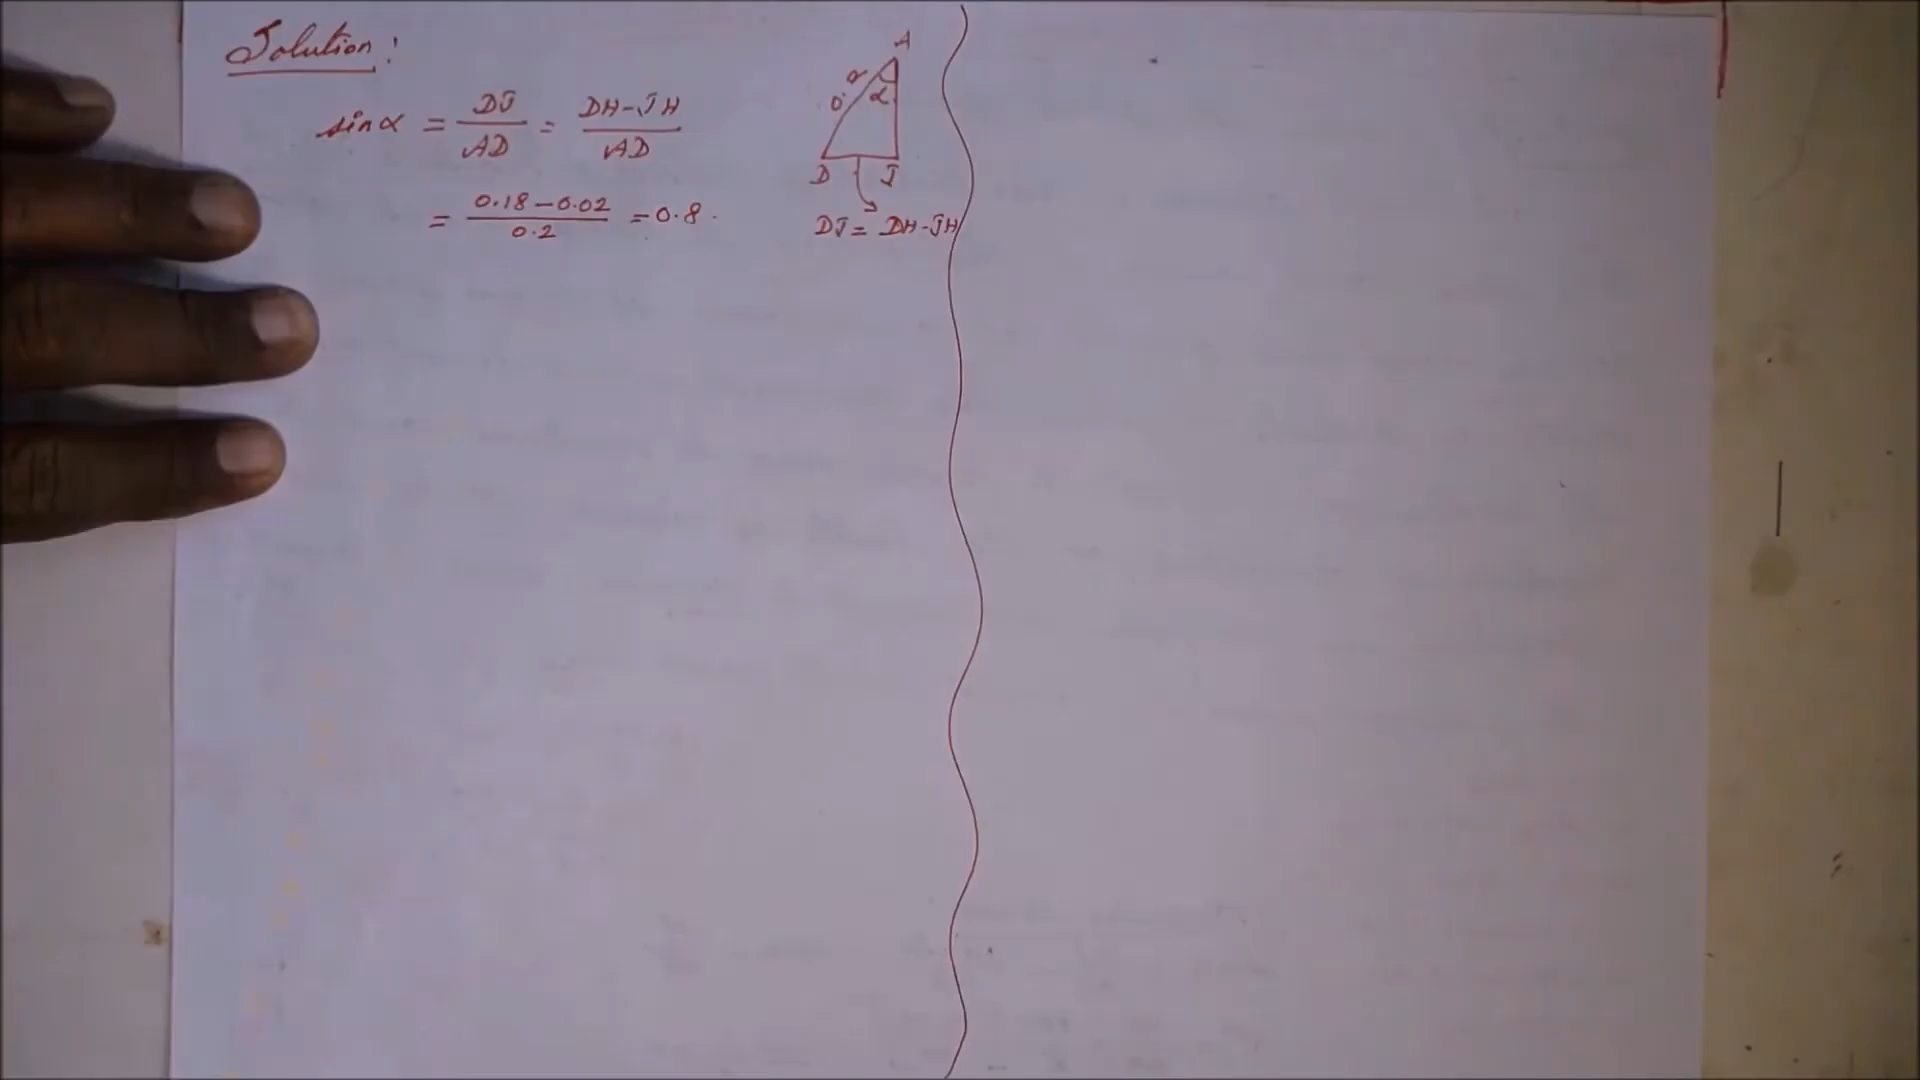 Solution :
sinα = DJ/AD = DH-JH/AD
= 0.18-0.02/0.2 = 0.8.
A
0.2
α
D J
DJ = DH-JH